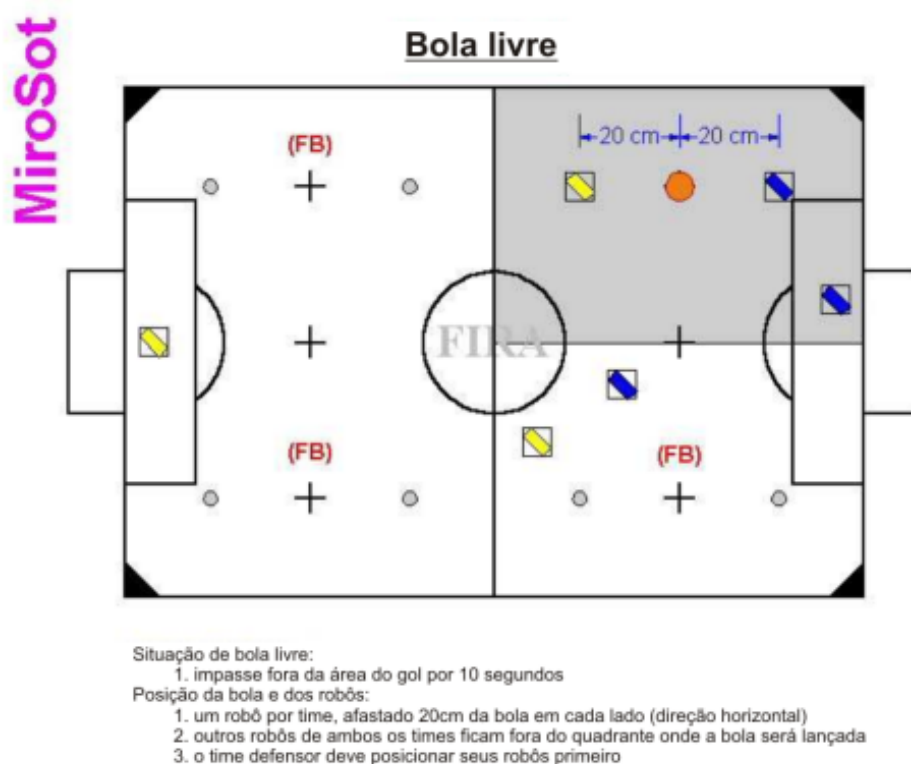 MiroSot
Bola livre
20 cm 20 cm
(FB)
FIRA
(FB) (FB)
Situação de bola livre:
1. impasse fora da área do gol por 10 segundos
Posição da bola e dos robôs:
1. um robô por time, afastado 20cm da bola em cada lado (direção horizontal)
2. outros robôs de ambos os times ficam fora do quadrante onde a bola será lançada
3. o time defensor deve posicionar seus robôs primeiro